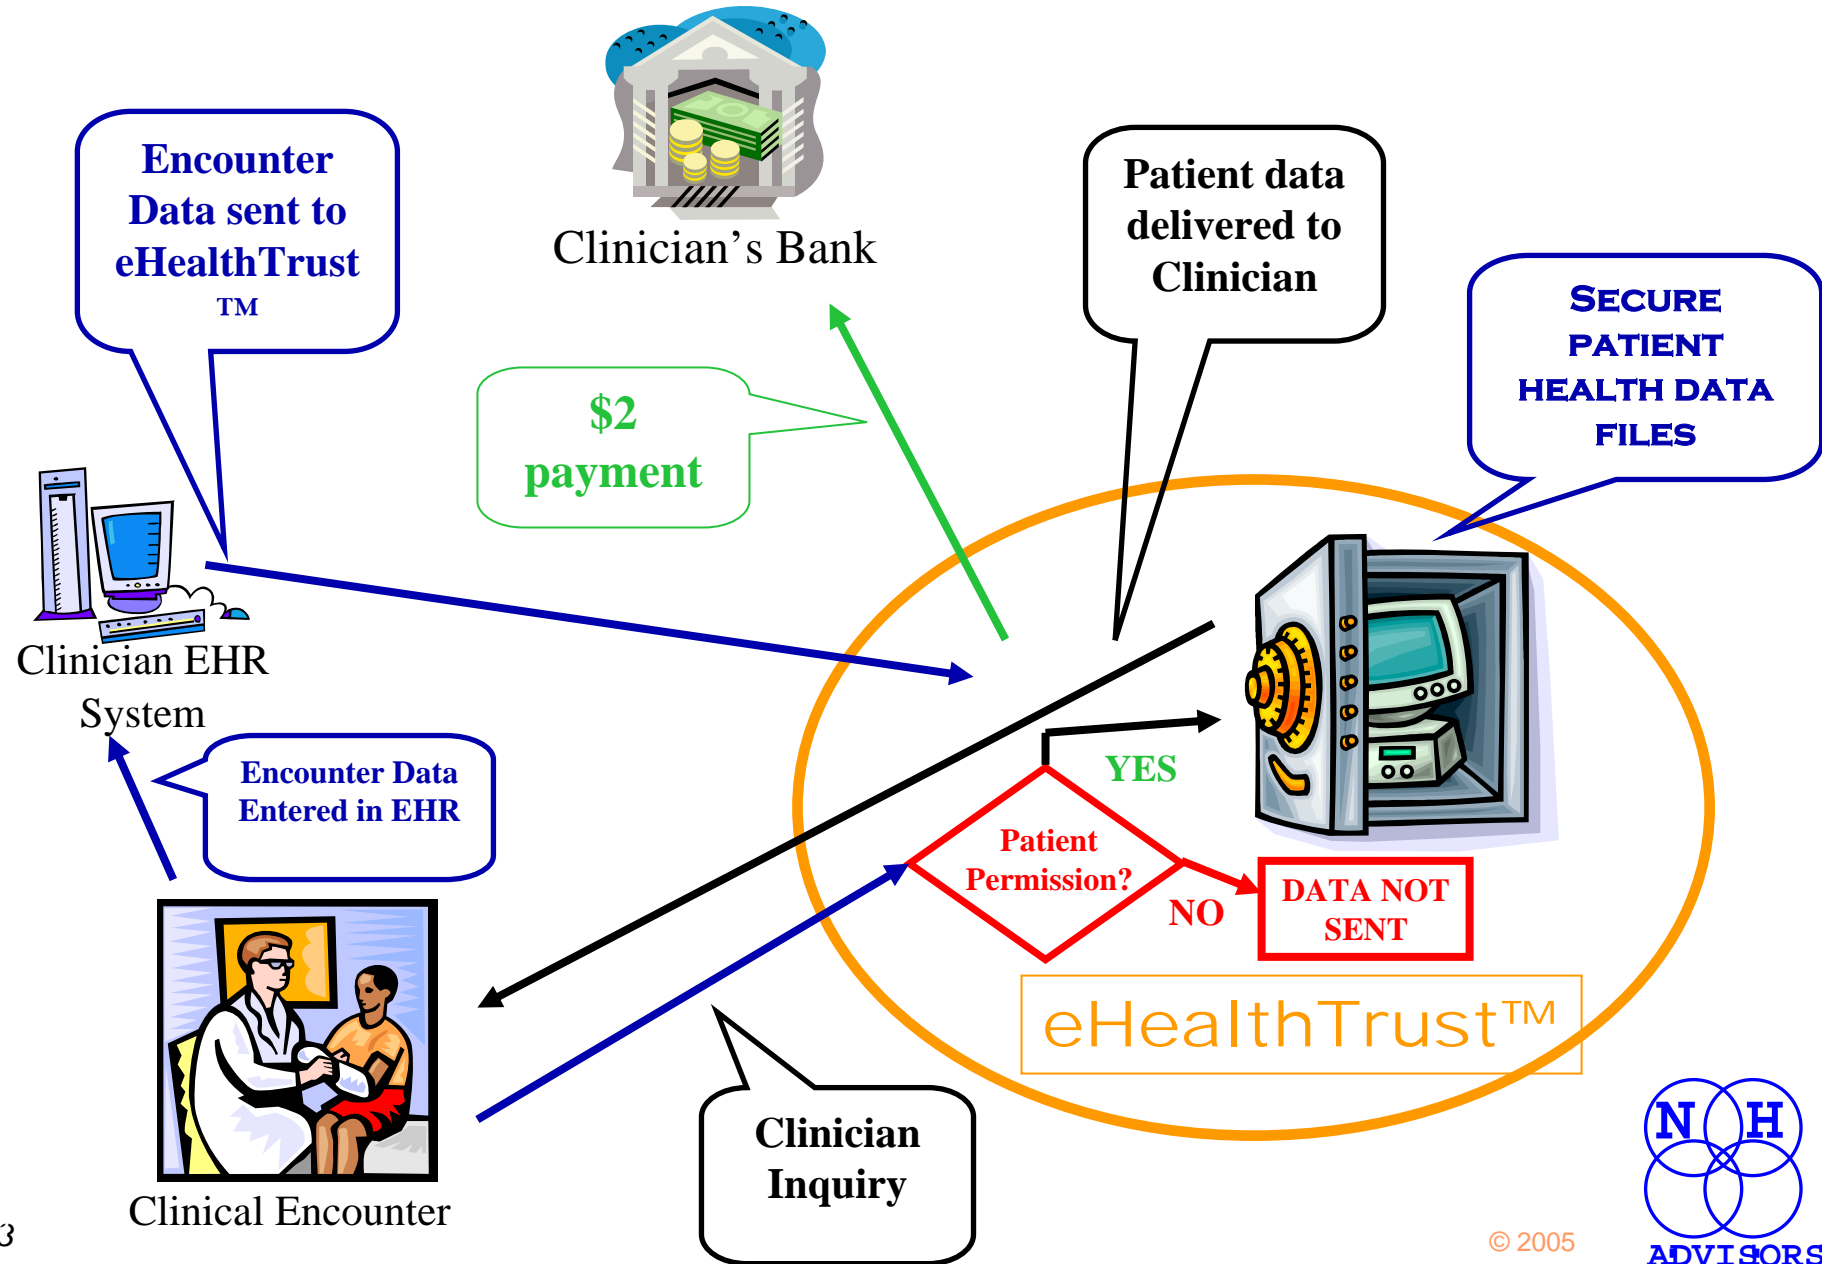 Encounter
Data sent to
eHealthTrust
TM
Clinician's Bank
Patient data
delivered to
Clinician
SECURE
PATIENT
HEALTH DATA
FILES
$2
payment
Clinician EHR
System
Encounter Data
Entered in EHR
YES
Patient
Permission?
NO
DATA NOT
SENT
eHealthTrust™
Clinician
Inquiry
Clinical Encounter
3
© 2005
N H
ADVISORS